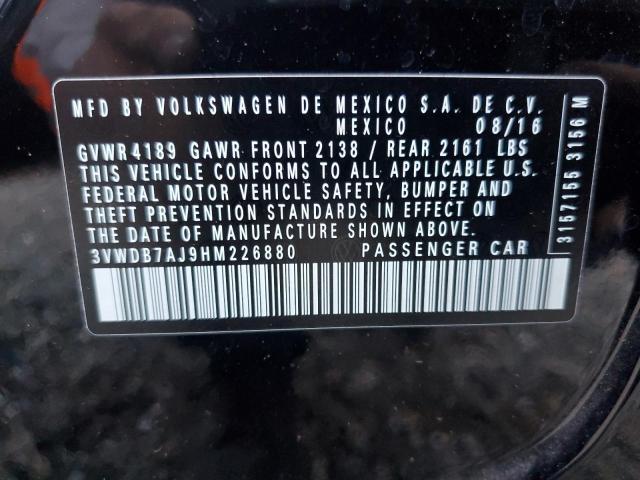 MFD BY VOLKSWAGEN DE MEXICO S.A. DE C.V.
MEXICO 08/16
GVWR4189 GAWR FRONT 2138 / REAR 2161 LBS
THIS VEHICLE CONFORMS TO ALL APPLICABLE U.S.
FEDERAL MOTOR VEHICLE SAFETY, BUMPER AND
THEFT PREVENTION STANDARDS IN EFFECT ON
THE DATE OF MANUFACTURE SHOWN ABOVE.
3VWDB7AJ9HM226880 PASSENGER CAR
3157155 3156 M